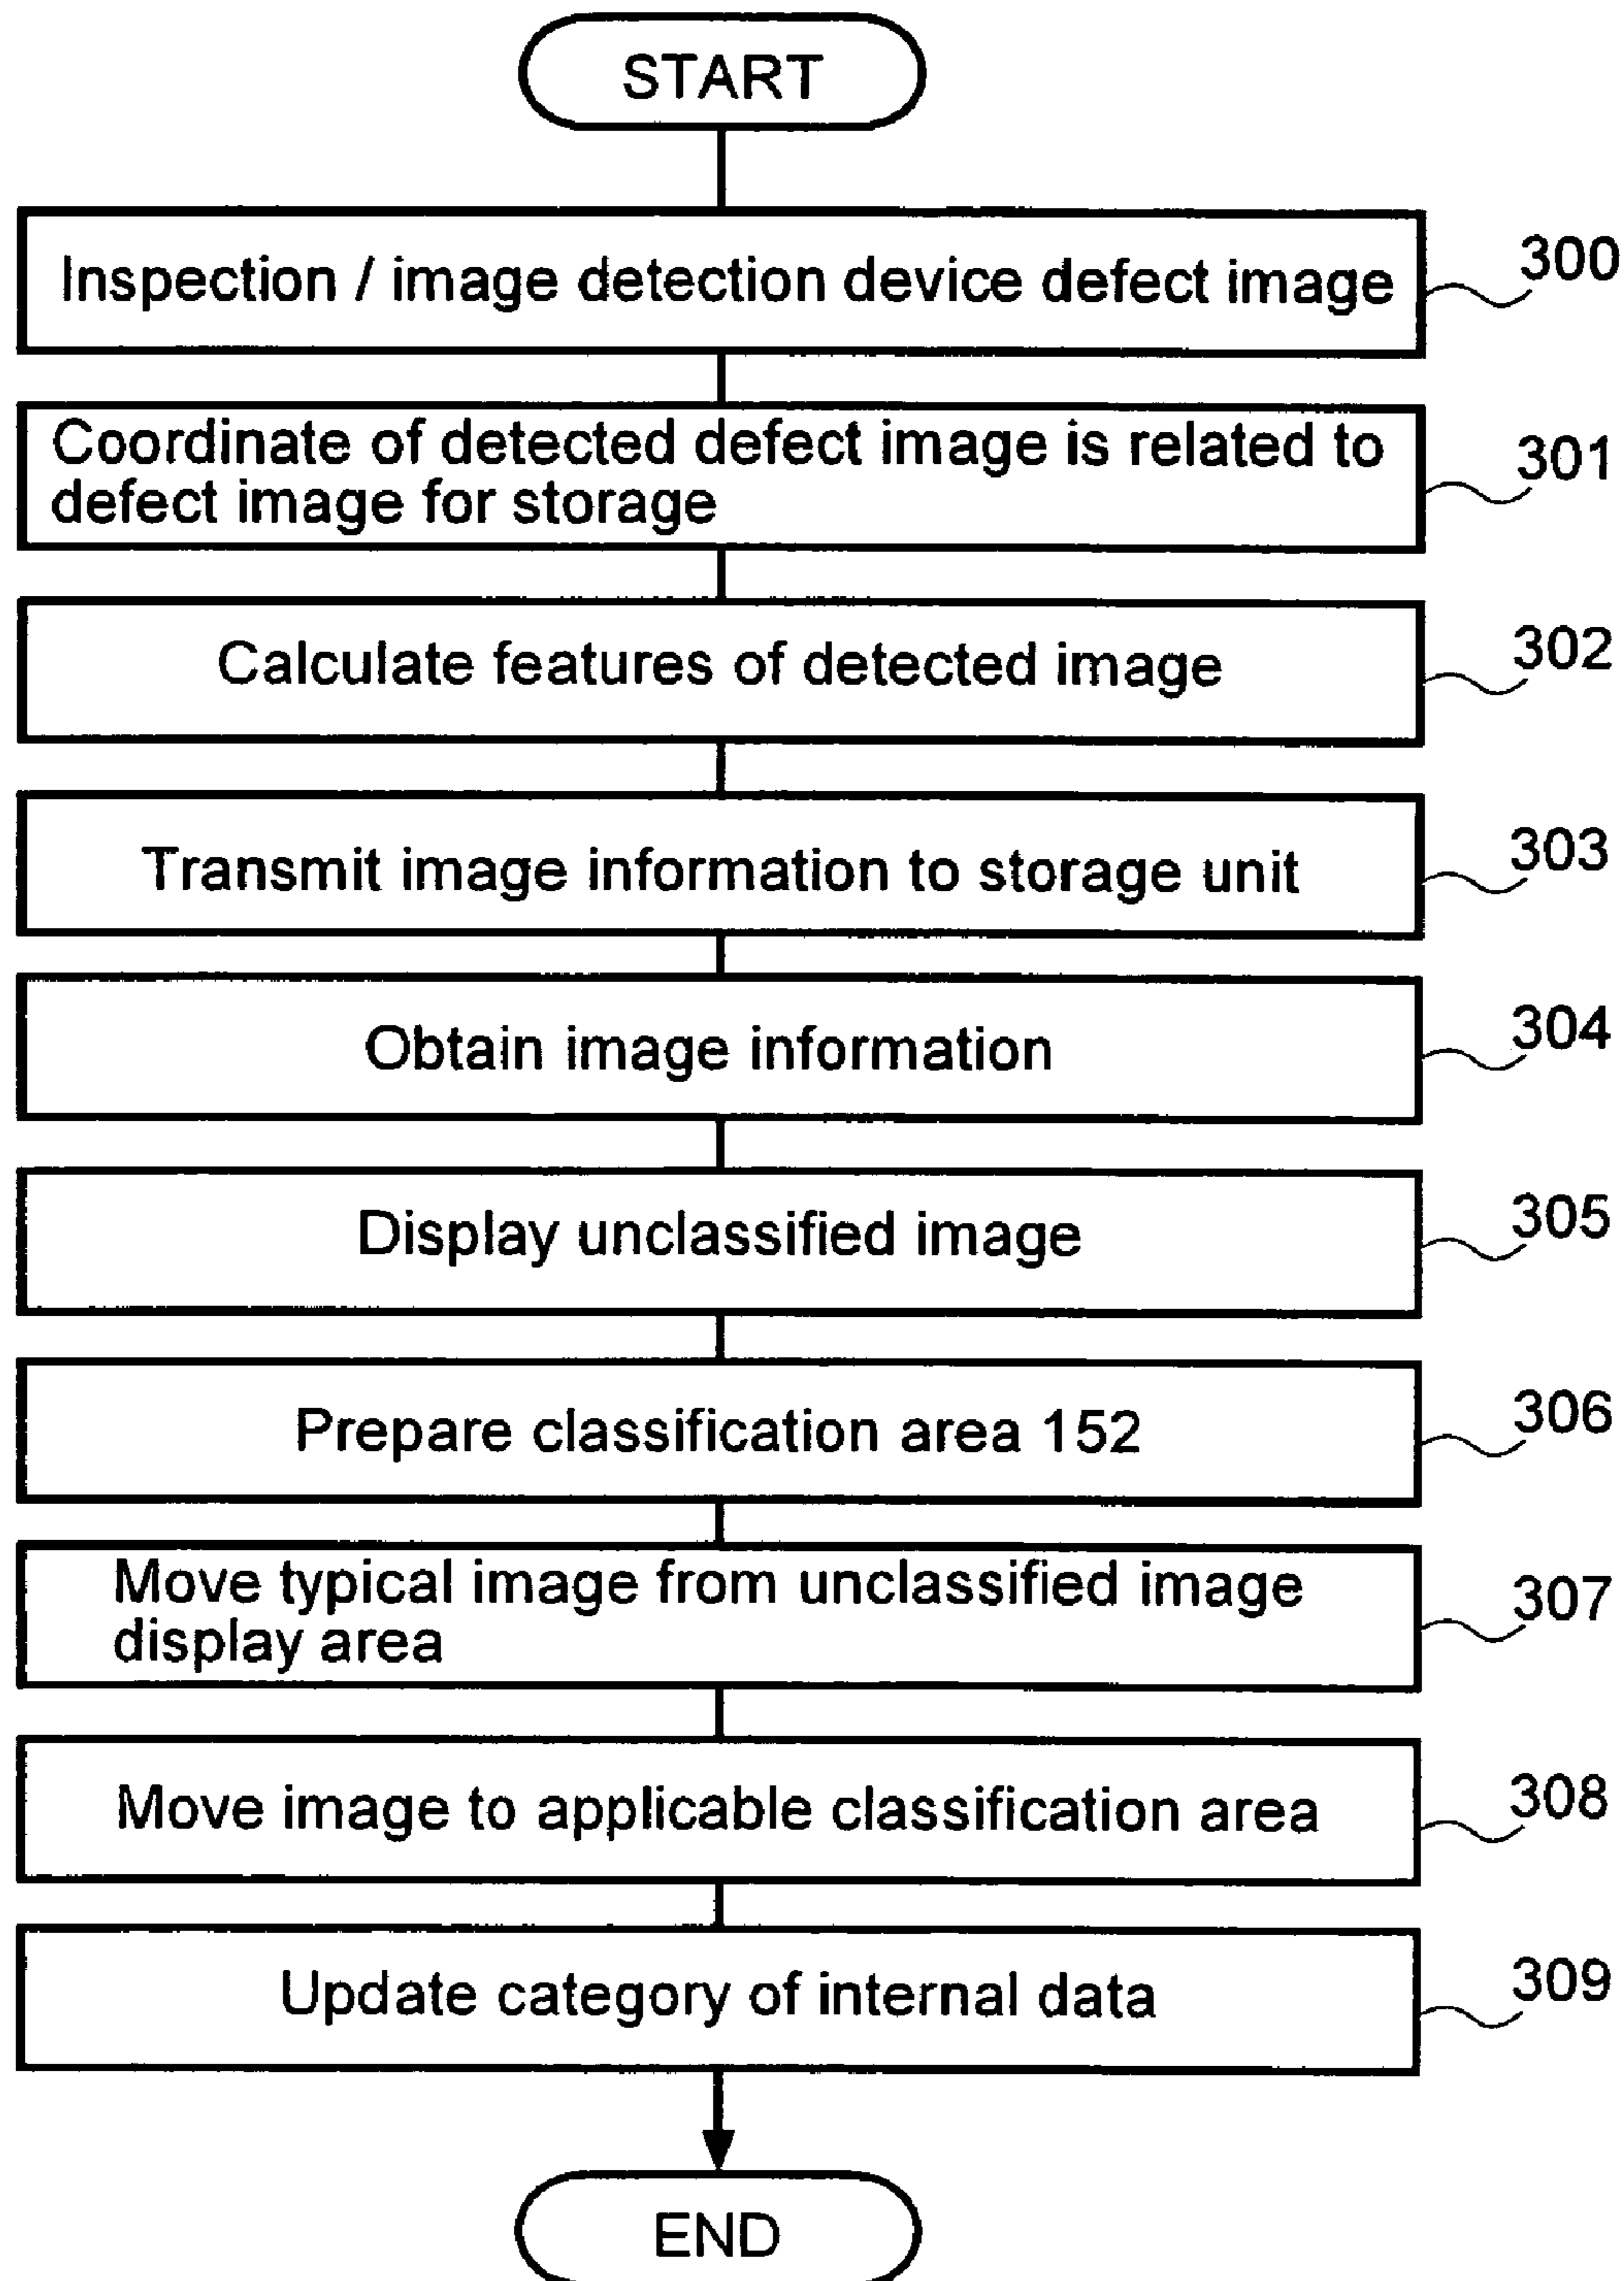 START
Inspection / image detection device defect image
300
Coordinate of detected defect image is related to
defect image for storage
301
Calculate features of detected image
302
Transmit image information to storage unit
303
Obtain image information
304
Display unclassified image
305
Prepare classification area 152
306
Move typical image from unclassified image
display area
307
Move image to applicable classification area
308
Update category of internal data
309
END